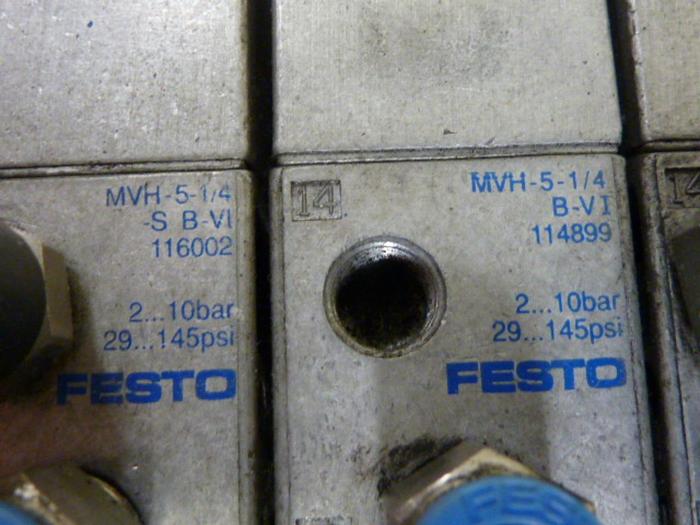 MVH-5-1/4
-S B-VI
116002
2...10bar
29...145psi
FESTO
14
MVH-5-1/4
B-VI
114899
2...10bar
29...145psi
FESTO
14